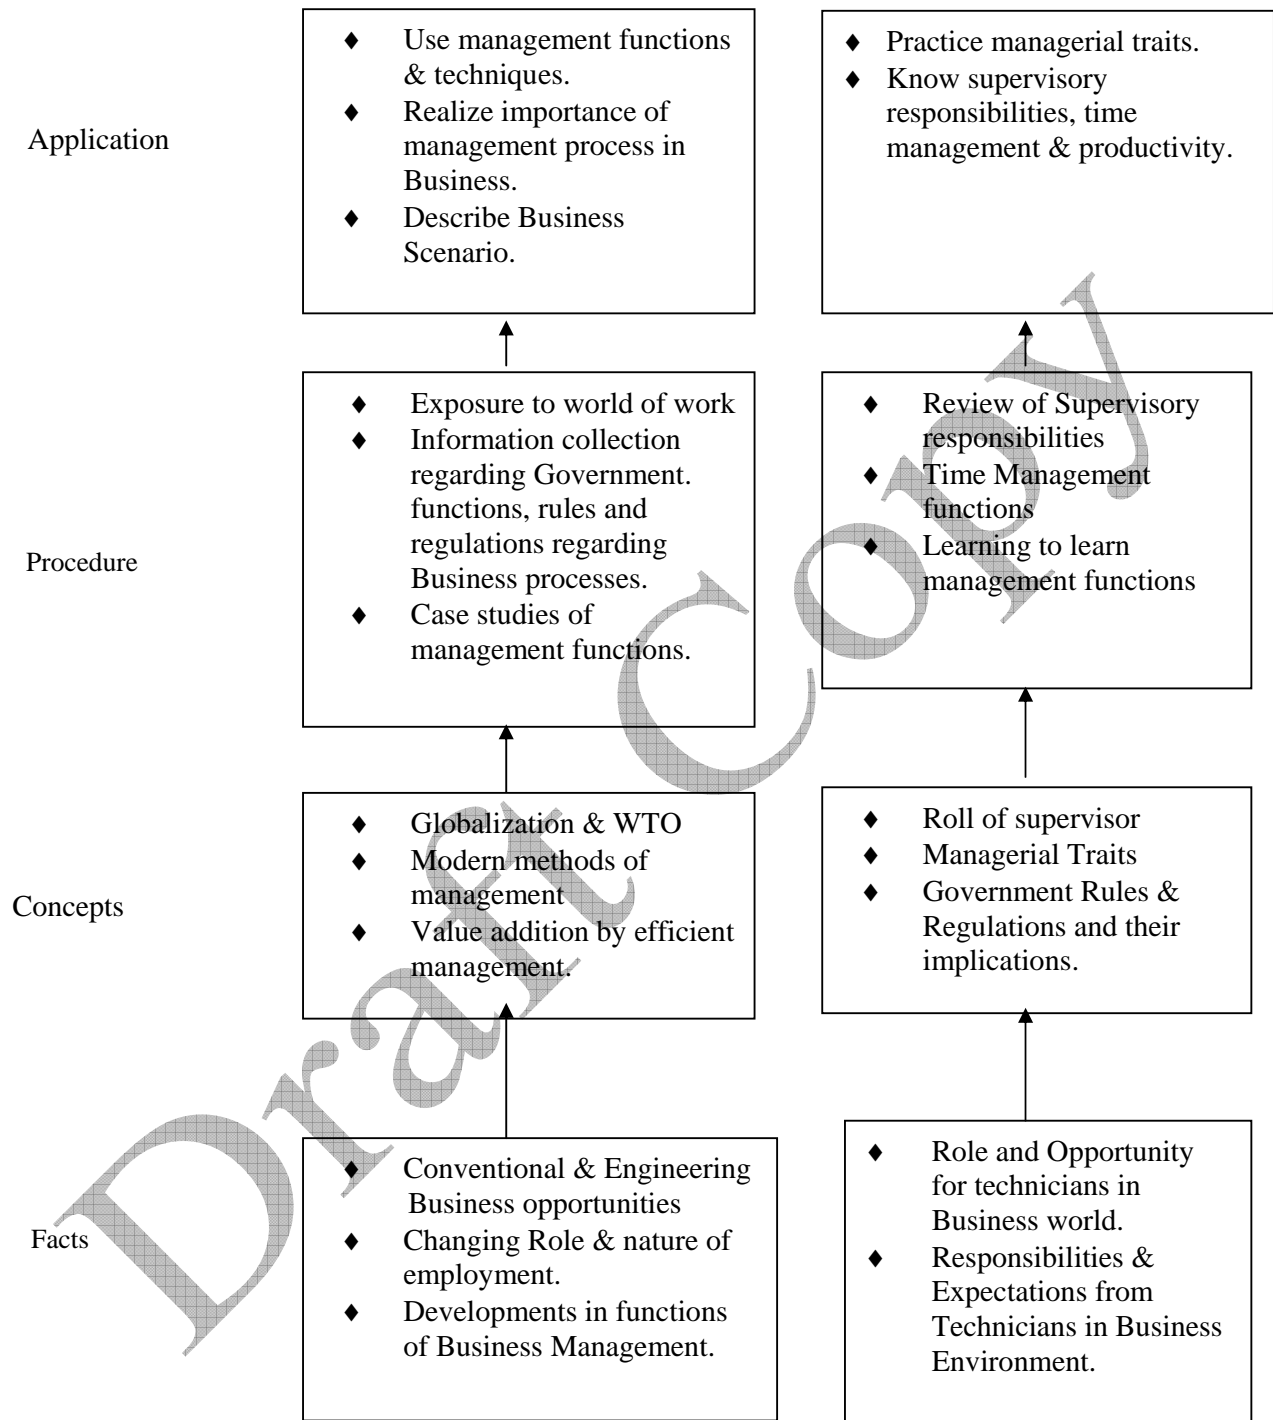 Application
♦ Use management functions
& techniques.
♦ Realize importance of
management process in
Business.
♦ Describe Business
Scenario.
♦ Practice managerial traits.
♦ Know supervisory
responsibilities, time
management & productivity.
Procedure
♦ Exposure to world of work
♦ Information collection
regarding Government.
functions, rules and
regulations regarding
Business processes.
♦ Case studies of
management functions.
♦ Review of Supervisory
responsibilities
♦ Time Management
functions
♦ Learning to learn
management functions
Concepts
♦ Globalization & WTO
♦ Modern methods of
management
♦ Value addition by efficient
management.
♦ Roll of supervisor
♦ Managerial Traits
♦ Government Rules &
Regulations and their
implications.
Facts
♦ Conventional & Engineering
Business opportunities
♦ Changing Role & nature of
employment.
♦ Developments in functions
of Business Management.
♦ Role and Opportunity
for technicians in
Business world.
♦ Responsibilities &
Expectations from
Technicians in Business
Environment.
Draft Copy